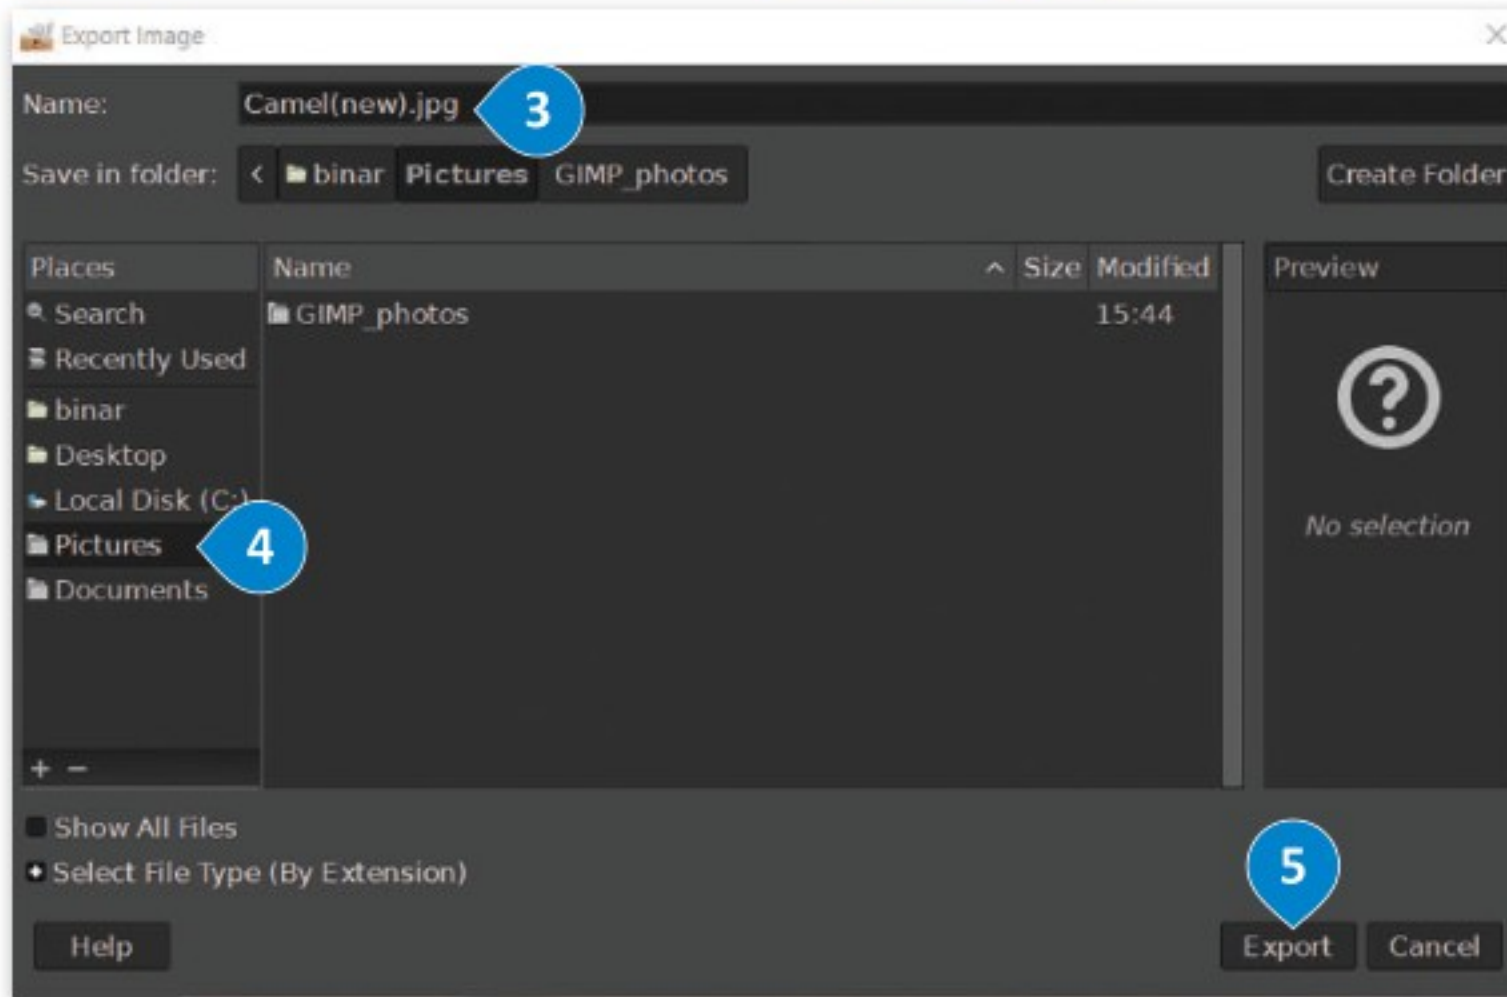 Export Image
Name: Camel(new).jpg 3
Save in folder: < binar Pictures GIMP_photos Create Folder
Places Name Size Modified Preview
Search GIMP_photos 15:44
Recently Used
binar
Desktop
Local Disk (C:)
No selection
Pictures 4
Documents
+ −
Show All Files
Select File Type (By Extension)
5
Help Export Cancel